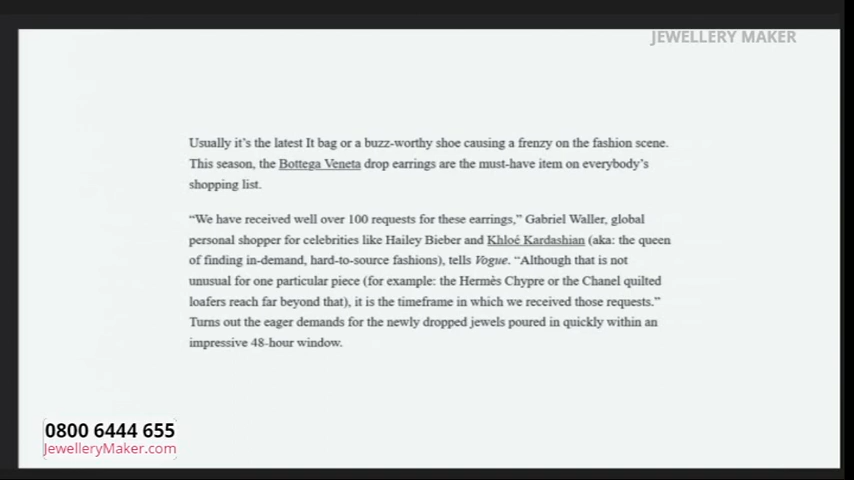 JEWELLERY MAKER
Usually it's the latest It bag or a buzz-worthy shoe causing a frenzy on the fashion scene.
This season, the Bottega Veneta drop earrings are the must-have item on everybody's
shopping list.
“We have received well over 100 requests for these earrings,” Gabriel Waller, global
personal shopper for celebrities like Hailey Bieber and Khloé Kardashian (aka: the queen
of finding in-demand, hard-to-source fashions), tells Vogue. “Although that is not
unusual for one particular piece (for example: the Hermès Chypre or the Chanel quilted
loafers reach far beyond that), it is the timeframe in which we received those requests.”
Turns out the eager demands for the newly dropped jewels poured in quickly within an
impressive 48-hour window.
0800 6444 655
JewelleryMaker.com